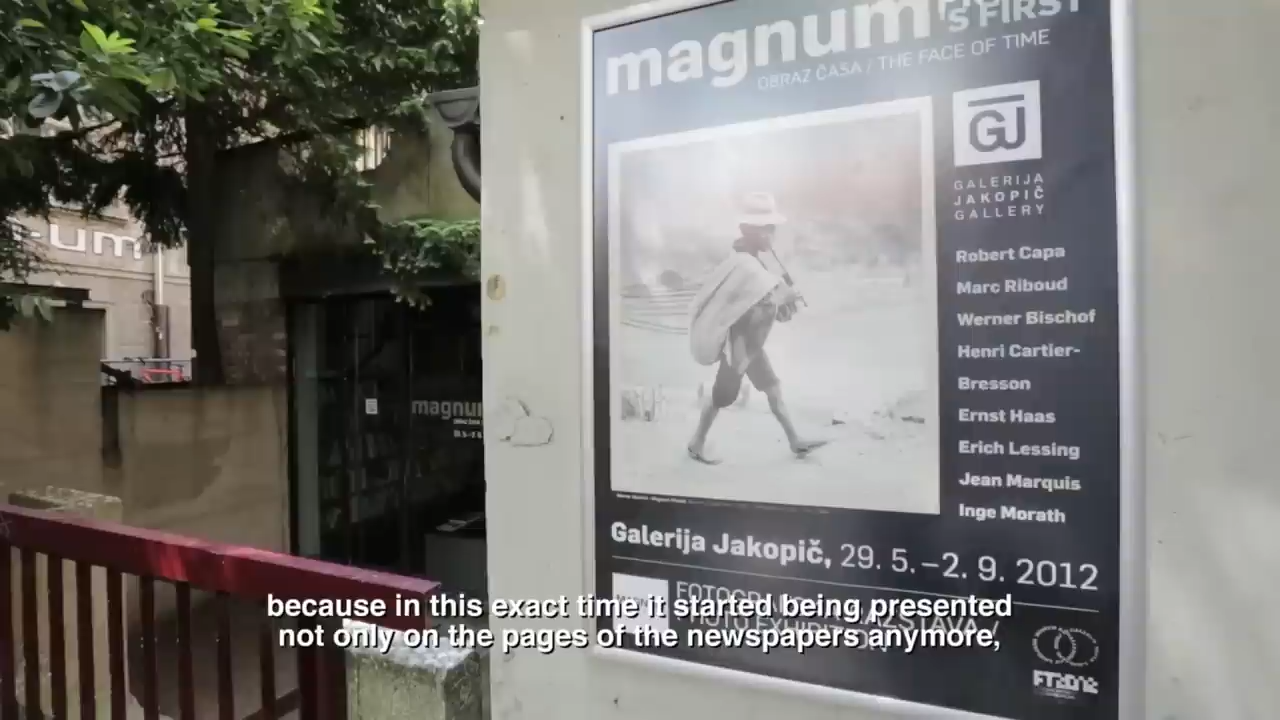 magnum'S FIRST
OBRAZ ČASA / THE FACE OF TIME
GJ
GALERIJA
JAKOPIČ
GALLERY
Robert Capa
Marc Riboud
Werner Bischof
Henri Cartier-
Bresson
Ernst Haas
Erich Lessing
Jean Marquis
Inge Morath
Galerija Jakopič, 29. 5.–2. 9. 2012
um
magnum
because in this exact time it started being presented
not only on the pages of the newspapers anymore,